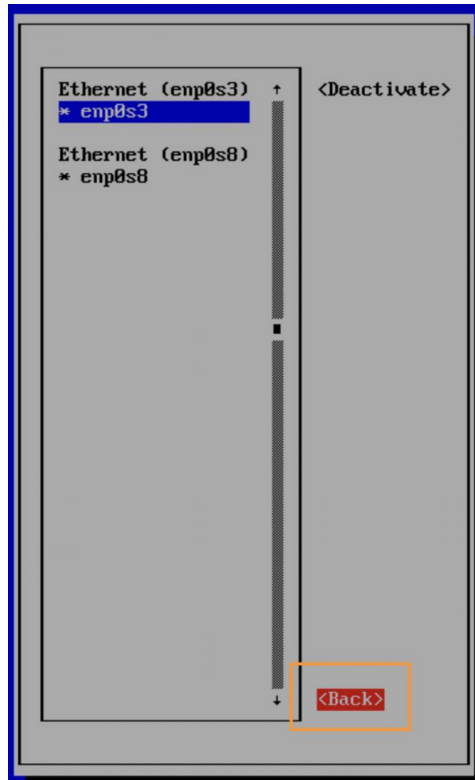 Ethernet (enp0s3) ↑ <Deactivate>
* enp0s3
Ethernet (enp0s8)
* enp0s8
↓ <Back>